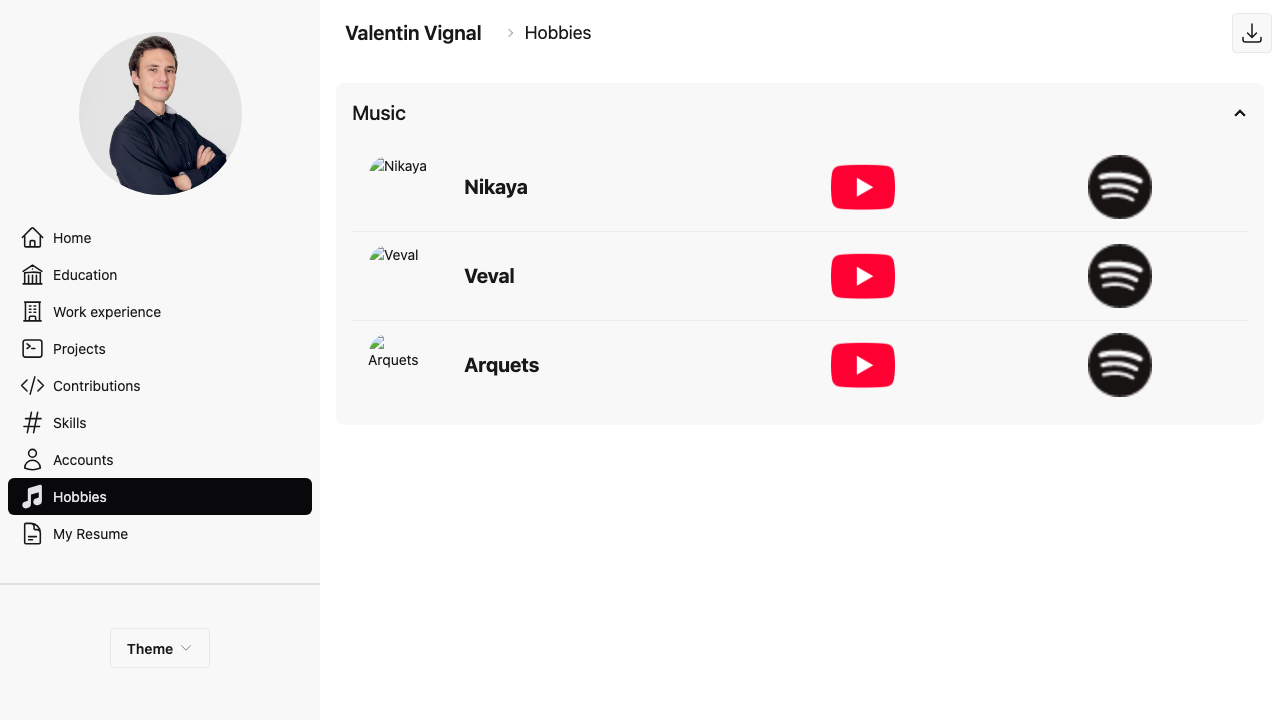 Valentin Vignal
Hobbies
Home
Education
Work experience
Projects
Contributions
Skills
Accounts
Hobbies
My Resume
Theme
Music
Nikaya
Nikaya
Veval
Veval
Arquets
Arquets